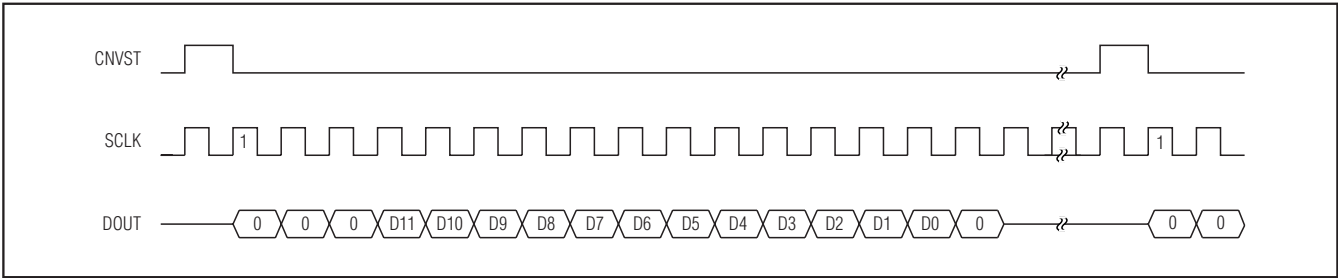 CNVST
SCLK 1 1
DOUT 0 0 0 D11 D10 D9 D8 D7 D6 D5 D4 D3 D2 D1 D0 0 0 0